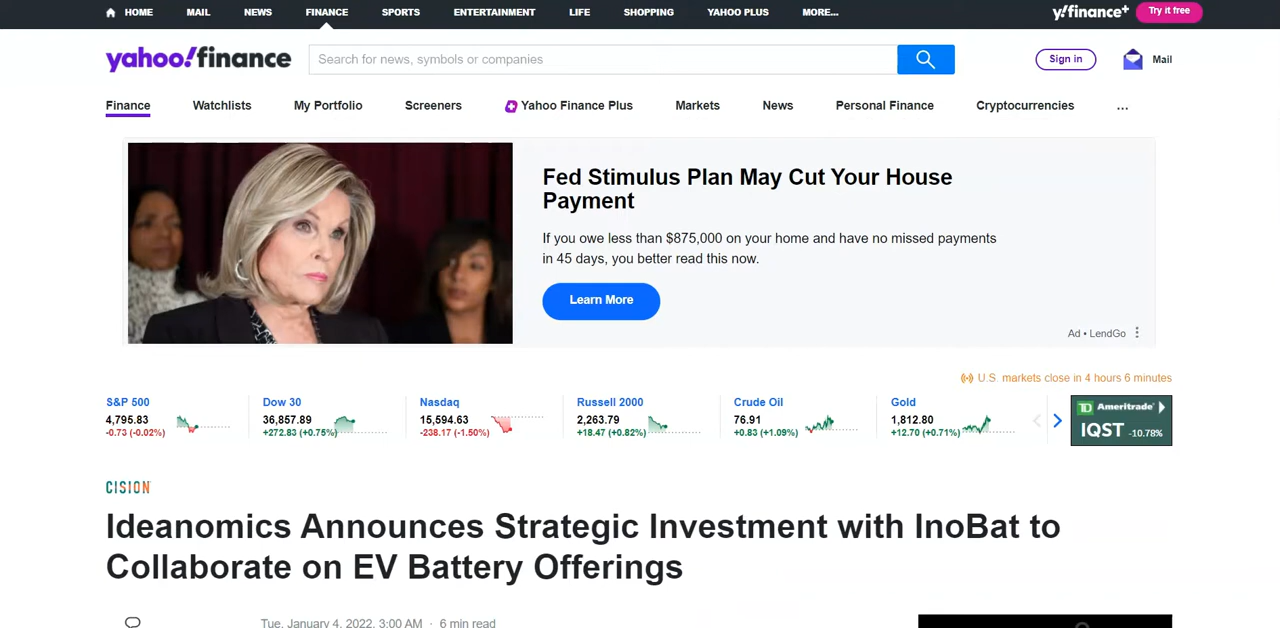 HOME MAIL NEWS FINANCE SPORTS ENTERTAINMENT LIFE SHOPPING YAHOO PLUS MORE... y!finance+ Try it free
yahoo!finance Search for news, symbols or companies Sign in Mail
Finance Watchlists My Portfolio Screeners Yahoo Finance Plus Markets News Personal Finance Cryptocurrencies ...
Fed Stimulus Plan May Cut Your House
Payment
If you owe less than $875,000 on your home and have no missed payments
in 45 days, you better read this now.
Learn More
Ad • LendGo
U.S. markets close in 4 hours 6 minutes
S&P 500
4,795.83
-0.73 (-0.02%)
Dow 30
36,857.89
+272.83 (+0.75%)
Nasdaq
15,594.63
-238.17 (-1.50%)
Russell 2000
2,263.79
+18.47 (+0.82%)
Crude Oil
76.91
+0.83 (+1.09%)
Gold
1,812.80
+12.70 (+0.71%)
TD Ameritrade
IQST -10.78%
CISION
Ideanomics Announces Strategic Investment with InoBat to
Collaborate on EV Battery Offerings
Tue, January 4, 2022, 3:00 AM · 6 min read